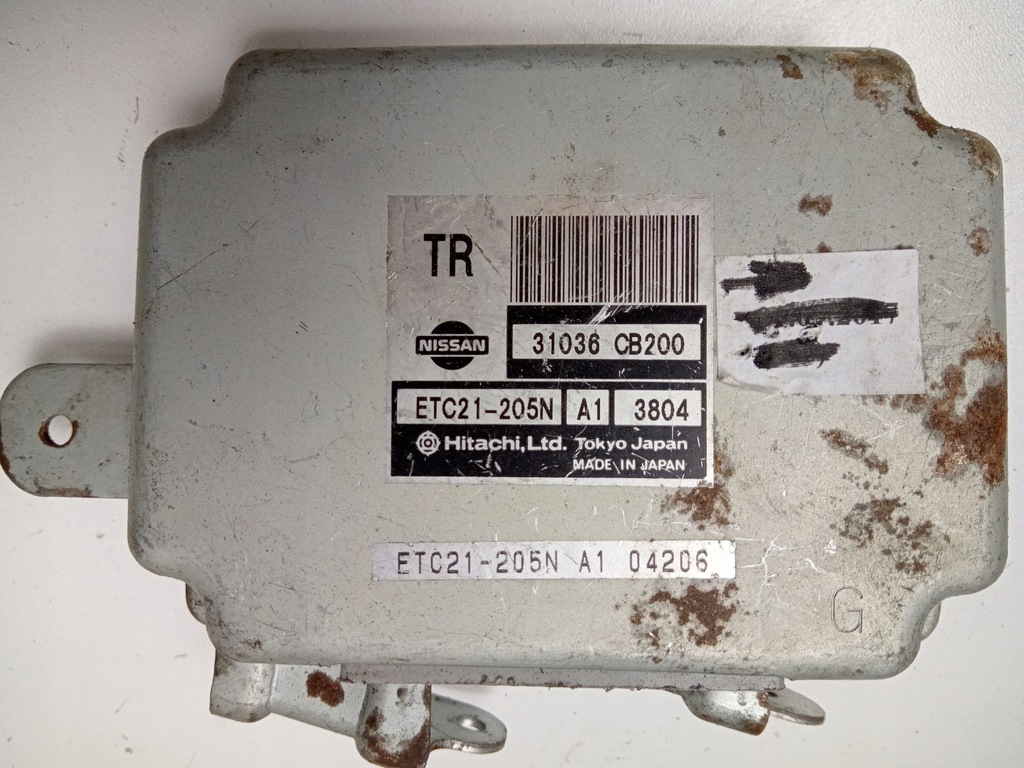 TR
NISSAN
31036 CB200
ETC21-205N A1 3804
Hitachi, Ltd. Tokyo Japan
MADE IN JAPAN
ETC21-205N A1 04206
G